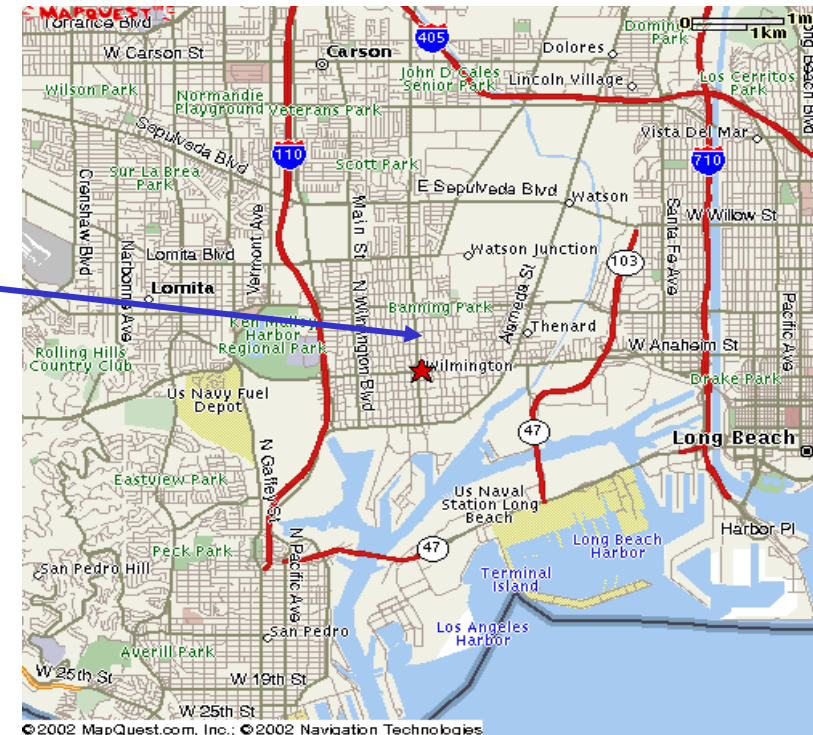 MAPQUEST
Torrance Blvd
W Carson St
Carson
405
Dolores
Domin
Park
0 1m
1km
Long Beach Blvd
Wilson Park
Normandie
Playground
Veterans Park
John D Cales
Senior Park
Lincoln Village
Los Cerritos
Park
Sepulveda Blvd
110
Vista Del Mar
710
Sur La Brea
Park
Scott Park
E Sepulveda Blvd
Watson
Crenshaw Blvd
Narbonne Ave
Vermont Ave
Main St
Santa Fe Ave
W Willow St
Lomita Blvd
Watson Junction
103
Lomita
N Wilmington Blvd
Banning Park
Alameda St
Pacific Ave
Ken Malloy
Harbor
Regional Park
Thenard
Rolling Hills
Country Club
W Anaheim St
Wilmington
Drake Park
Us Navy Fuel
Depot
47
Long Beach
N Gaffey St
Eastview Park
Us Naval
Station Long
Beach
Harbor Pl
Long Beach
Harbor
Peck Park
N Pacific Ave
47
San Pedro Hill
Terminal
Island
San Pedro
Los Angeles
Harbor
Averill Park
W 25th St
W 19th St
W 25th St
©2002 MapQuest.com, Inc.; ©2002 Navigation Technologies